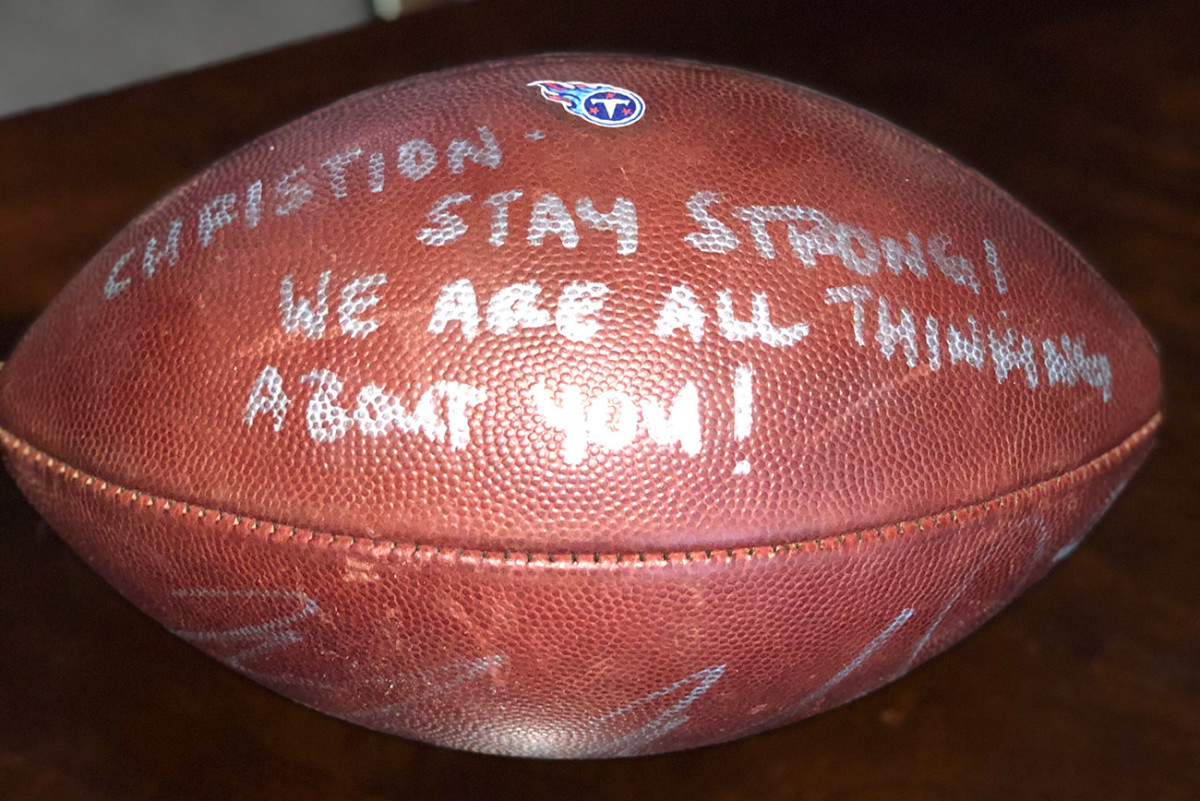 T
CHRISTION -
STAY STRONG!
WE ARE ALL THINKING
ABOUT YOU!